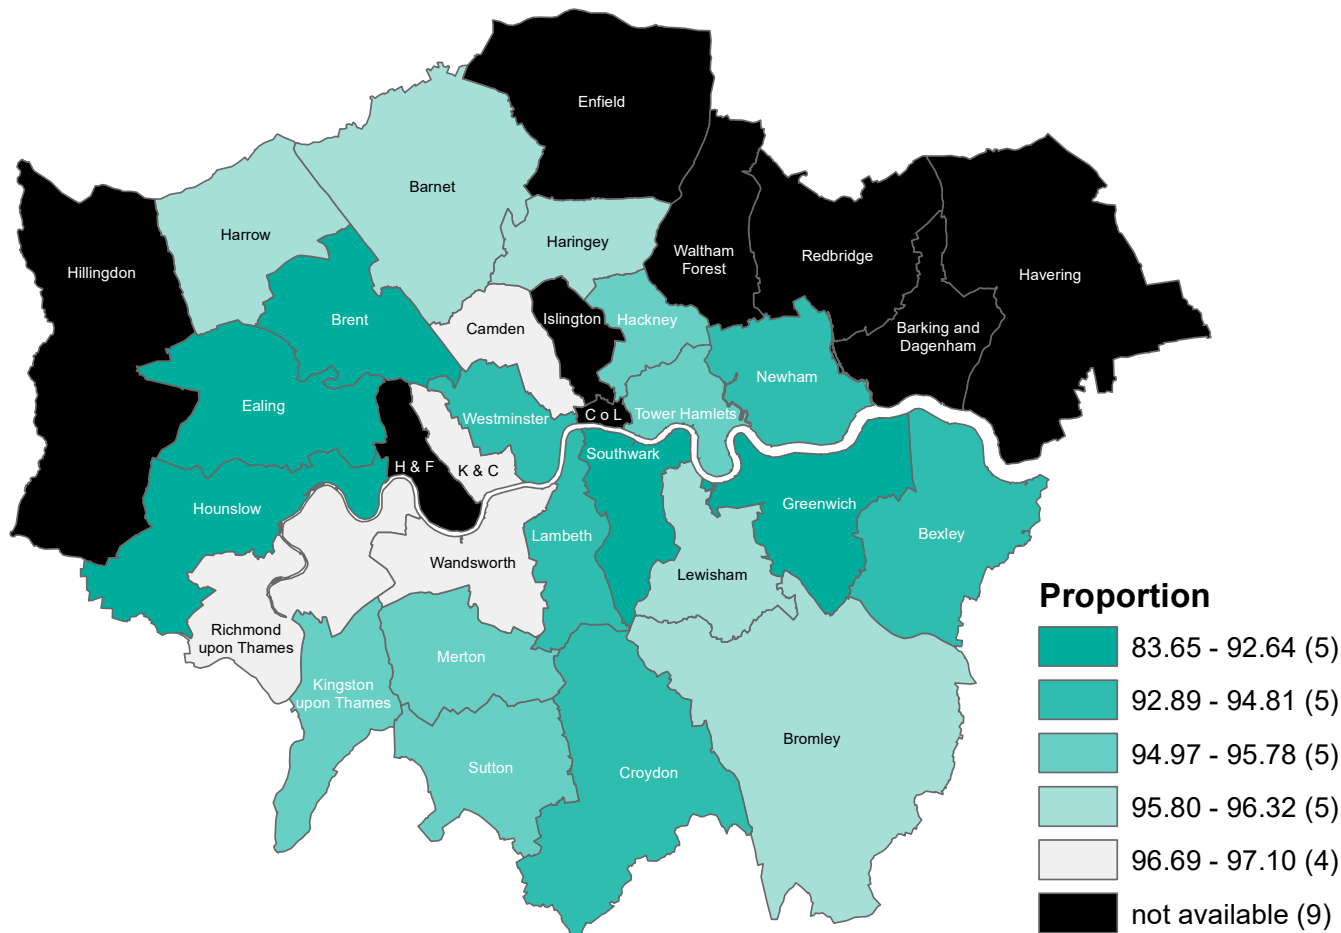 Enfield
Barnet
Harrow
Haringey
Waltham
Forest
Redbridge
Havering
Hillingdon
Brent
Camden
Islington
Hackney
Barking and
Dagenham
Newham
Ealing
Westminster
C o L
Tower Hamlets
H & F
K & C
Southwark
Hounslow
Greenwich
Lambeth
Bexley
Wandsworth
Lewisham
Richmond
upon Thames
Merton
Kingston
upon Thames
Sutton
Croydon
Bromley
Proportion
83.65 - 92.64 (5)
92.89 - 94.81 (5)
94.97 - 95.78 (5)
95.80 - 96.32 (5)
96.69 - 97.10 (4)
not available (9)